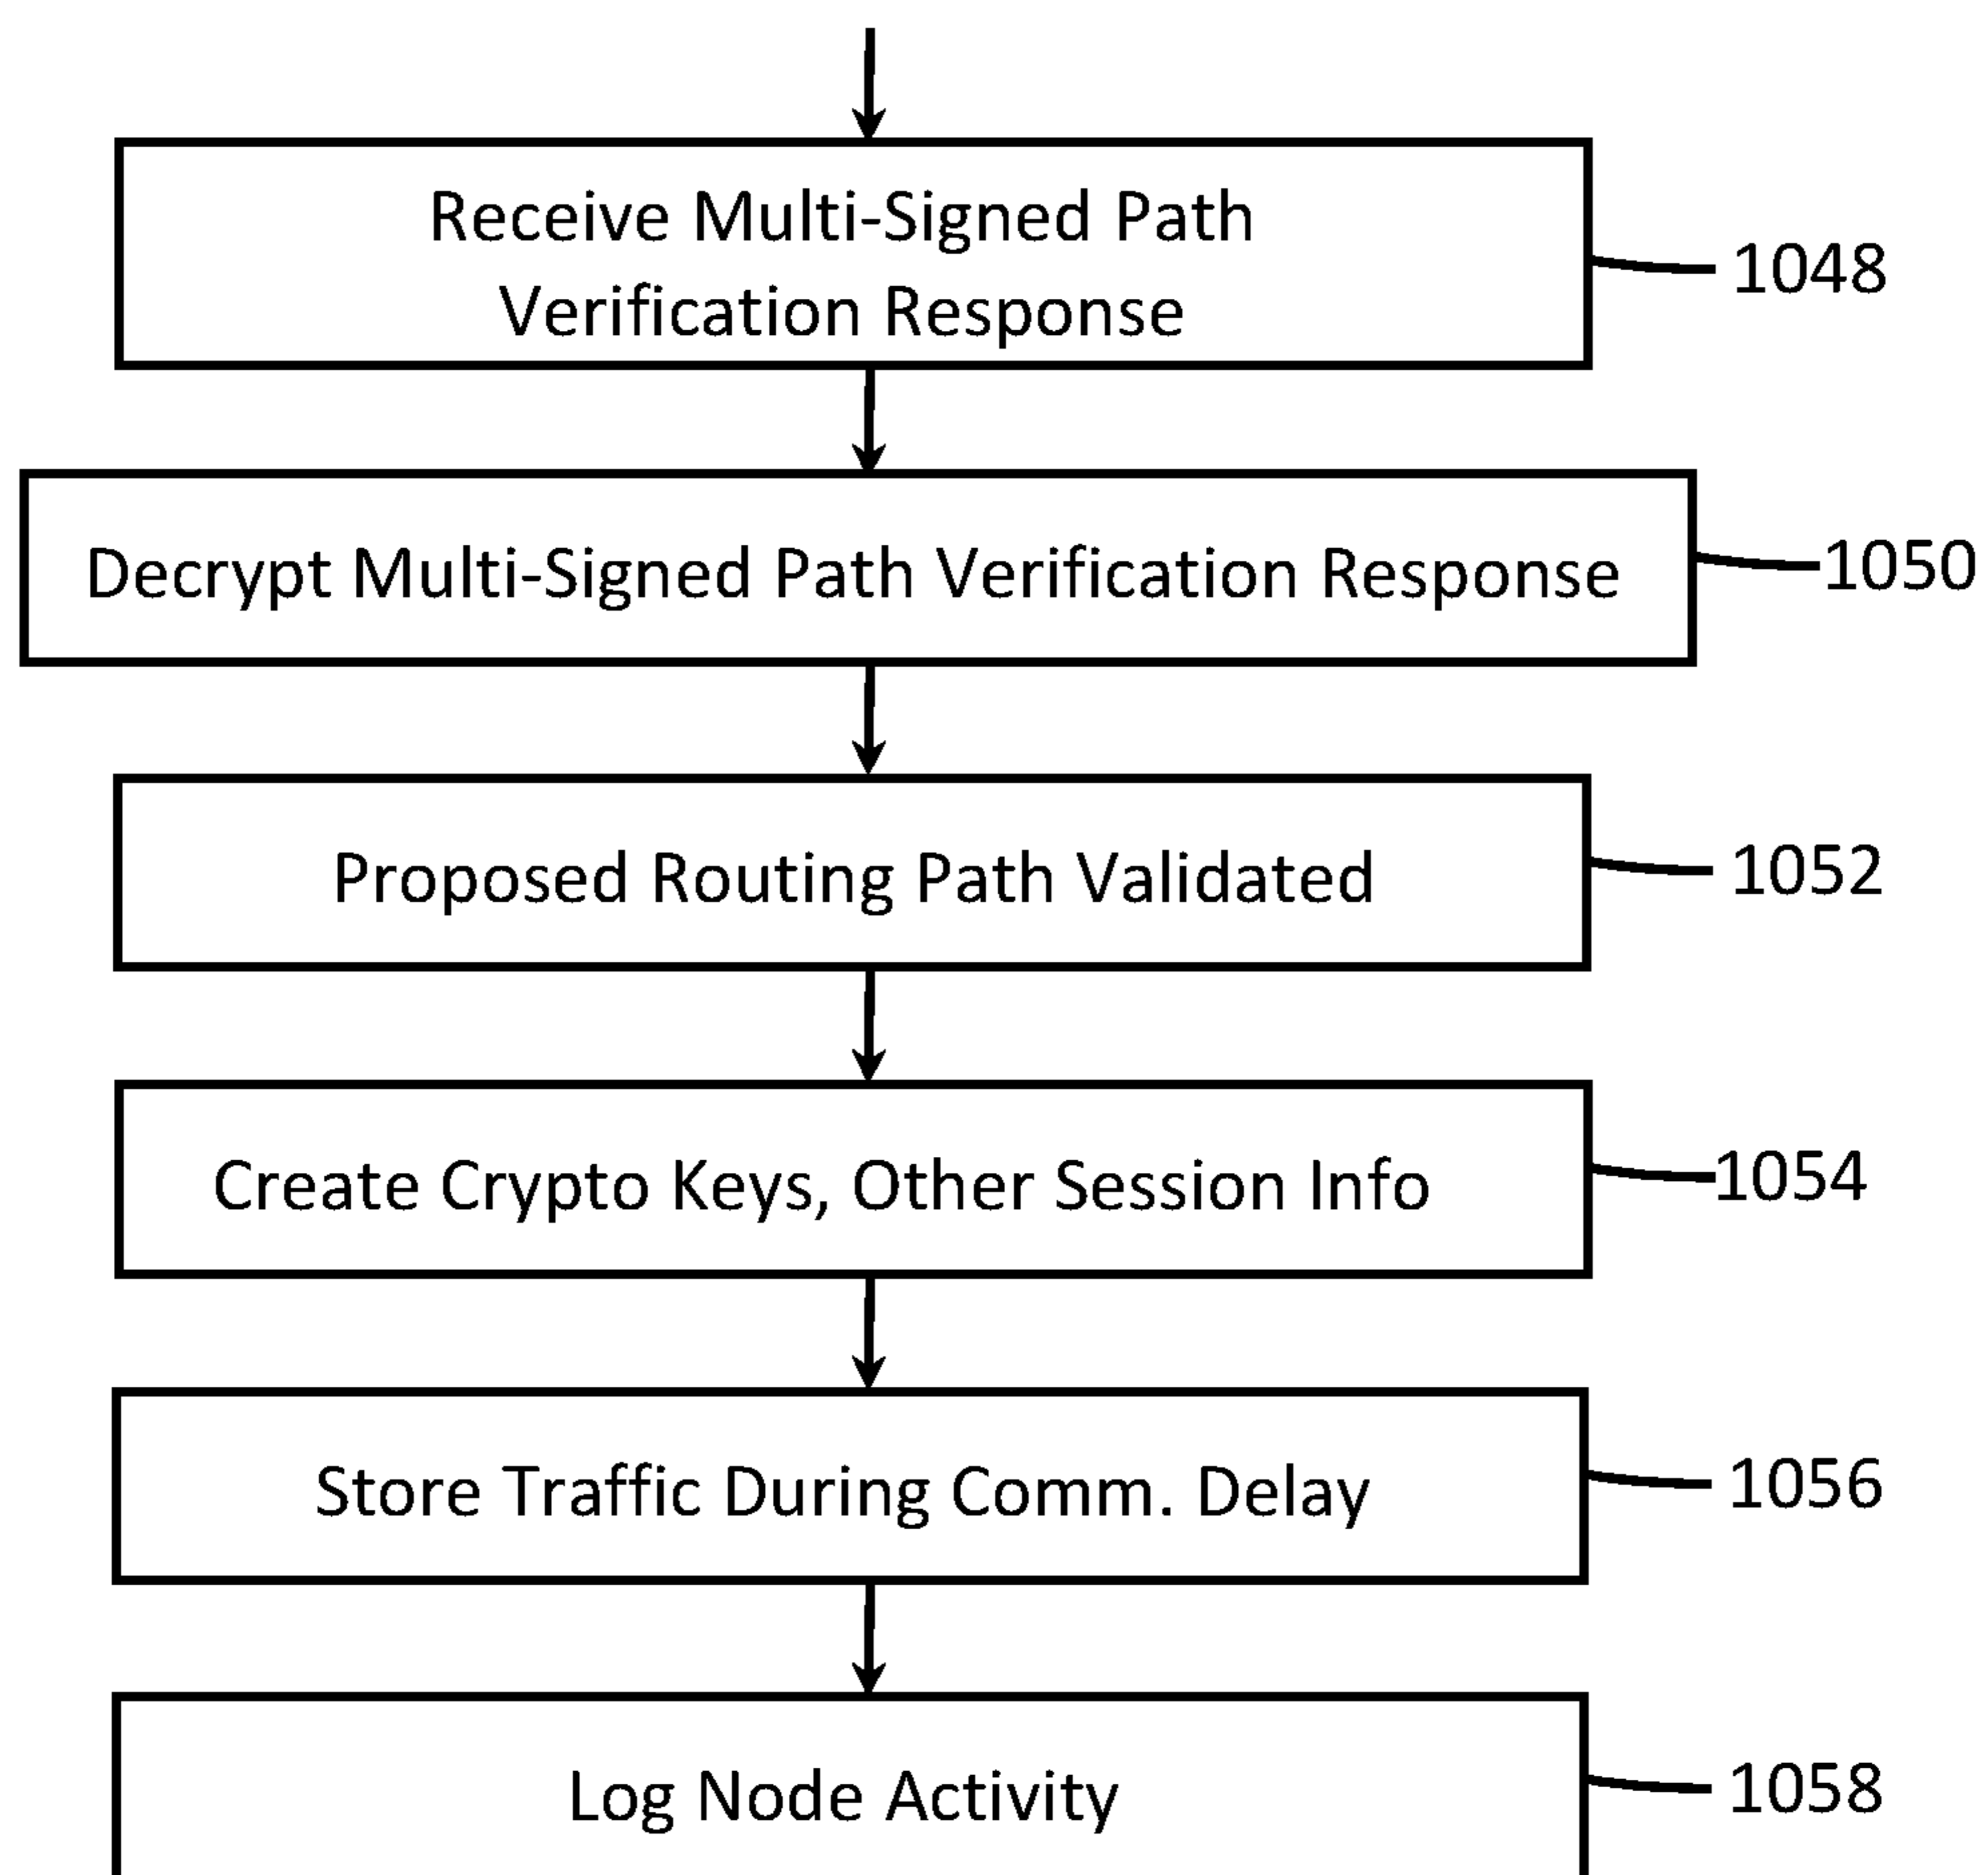 Receive Multi-Signed Path
Verification Response
1048
Decrypt Multi-Signed Path Verification Response
1050
Proposed Routing Path Validated
1052
Create Crypto Keys, Other Session Info
1054
Store Traffic During Comm. Delay
1056
Log Node Activity
1058